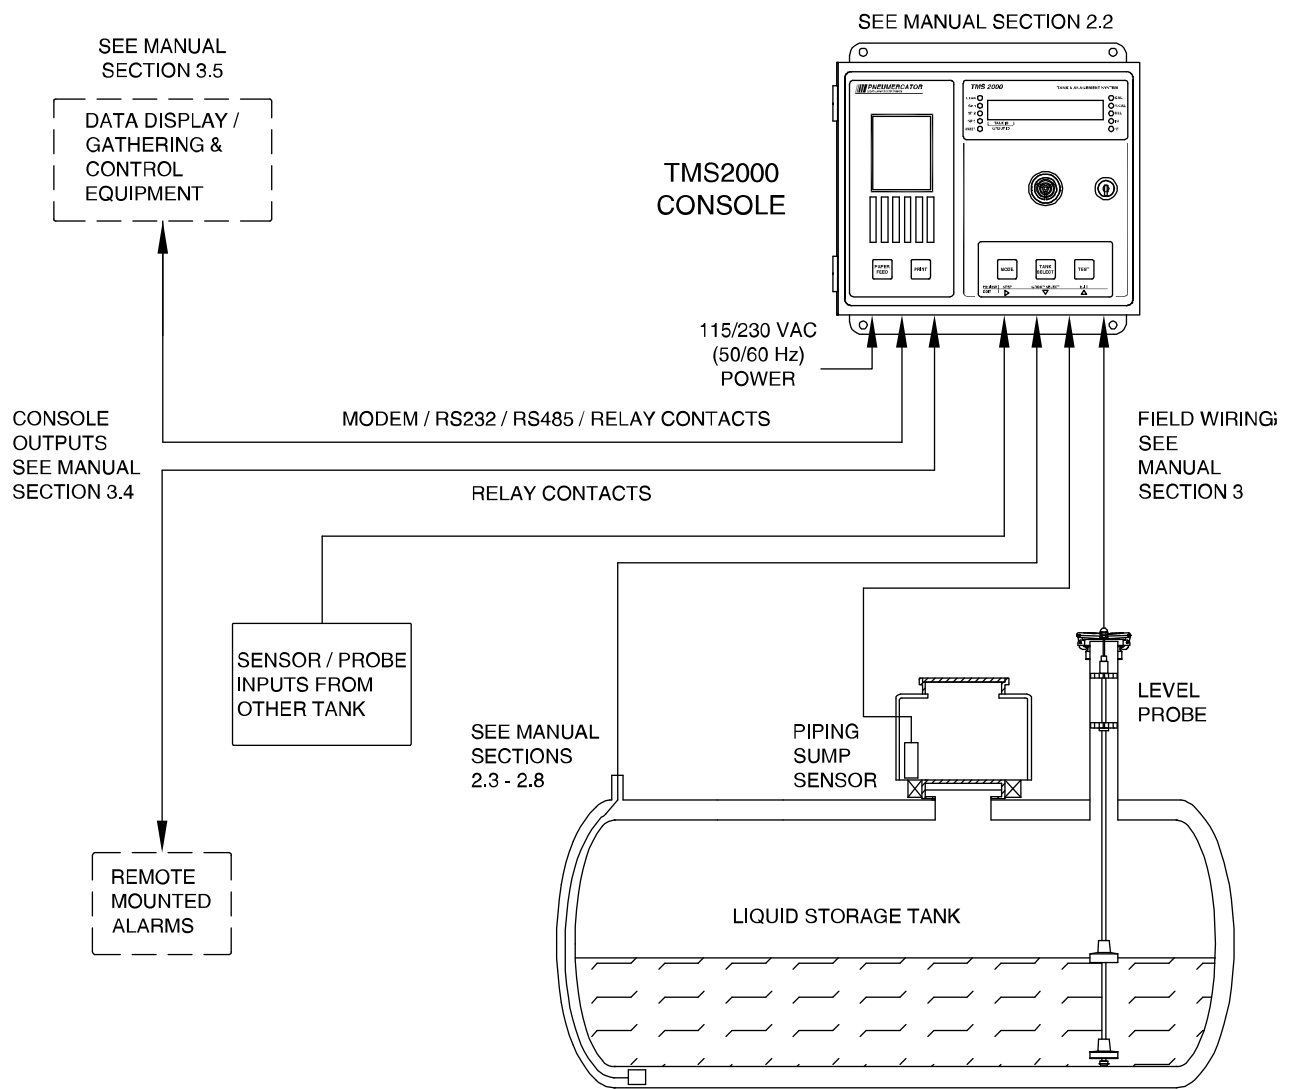 SEE MANUAL SECTION 2.2
SEE MANUAL
SECTION 3.5
DATA DISPLAY /
GATHERING &
CONTROL
EQUIPMENT
TMS2000
CONSOLE
PNEUMERCATOR
TMS 2000
PAPER
FEED
PRINT
MODE
TANK
SELECT
TEST
115/230 VAC
(50/60 Hz)
POWER
CONSOLE
OUTPUTS
SEE MANUAL
SECTION 3.4
MODEM / RS232 / RS485 / RELAY CONTACTS
RELAY CONTACTS
FIELD WIRING;
SEE
MANUAL
SECTION 3
SENSOR / PROBE
INPUTS FROM
OTHER TANK
SEE MANUAL
SECTIONS
2.3 - 2.8
PIPING
SUMP
SENSOR
LEVEL
PROBE
REMOTE
MOUNTED
ALARMS
LIQUID STORAGE TANK